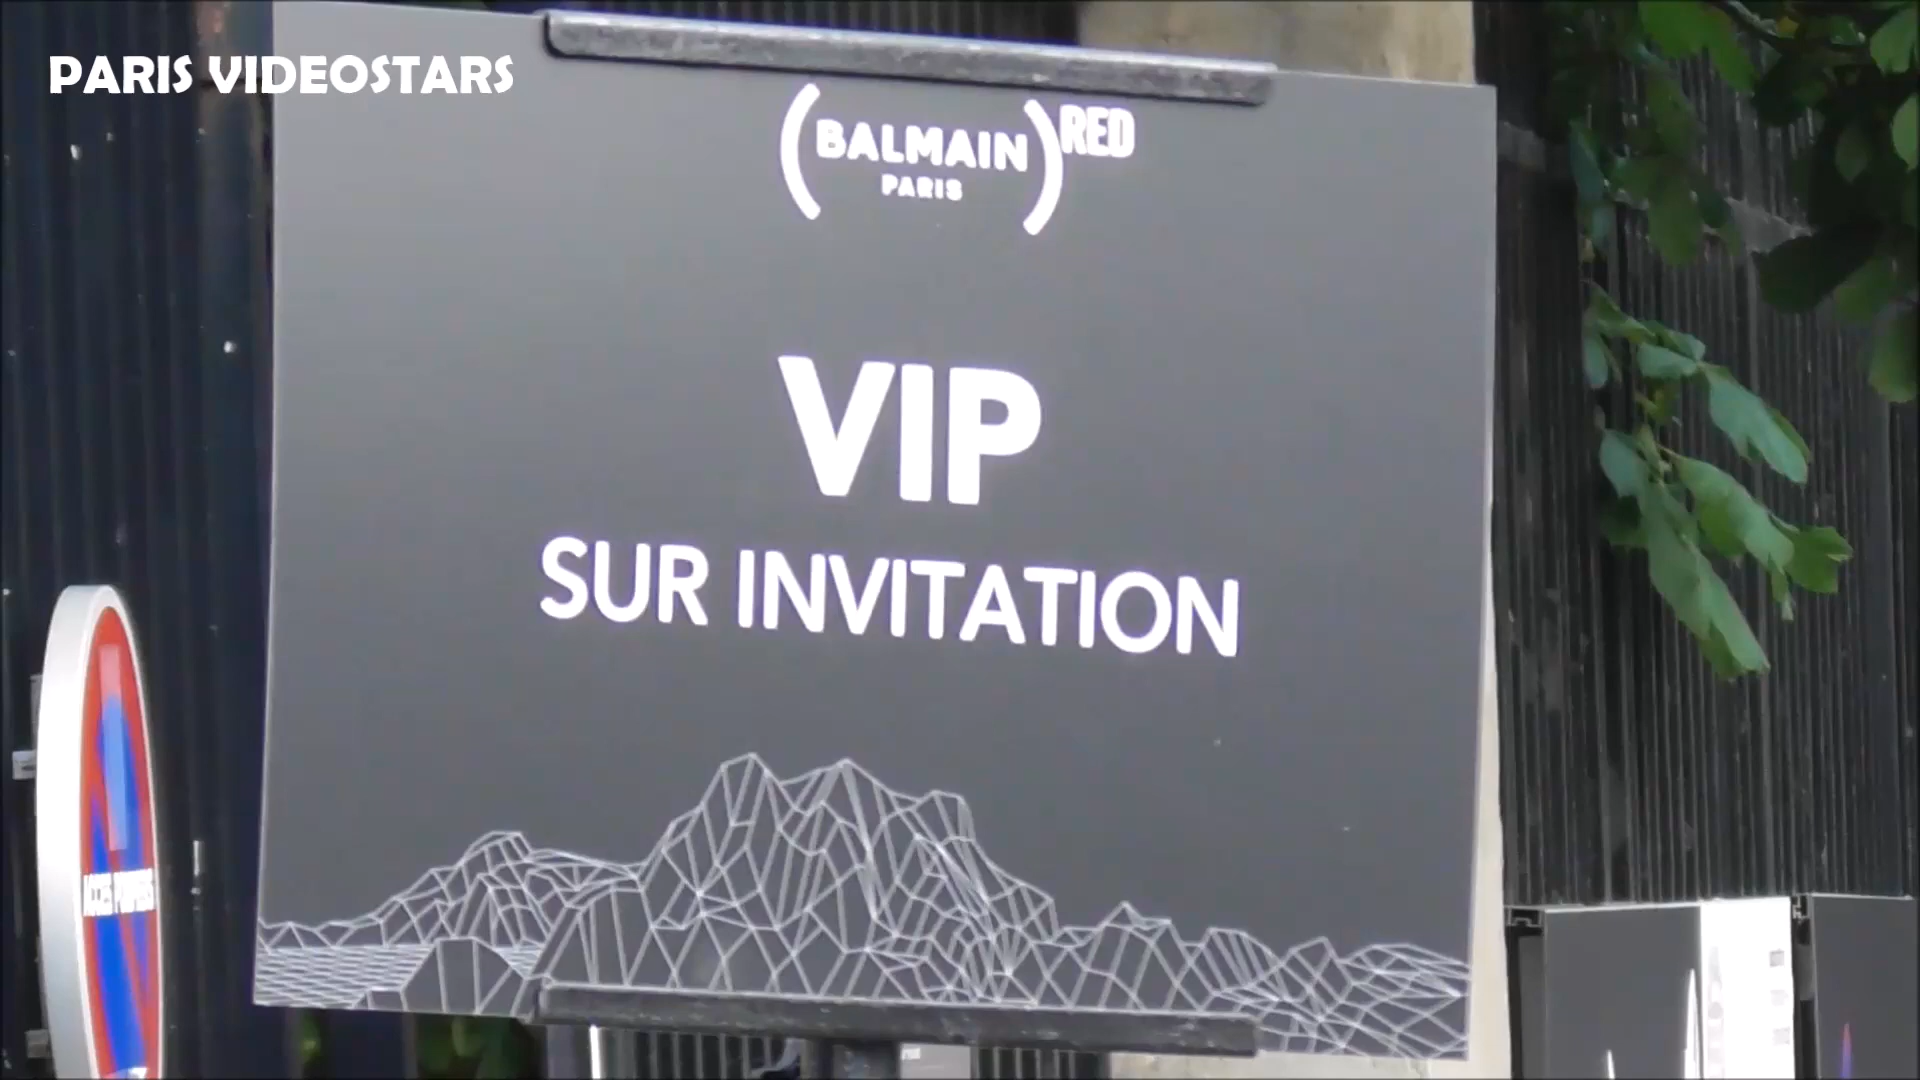 PARIS VIDEOSTARS
(BALMAIN)RED
PARIS
VIP
SUR INVITATION